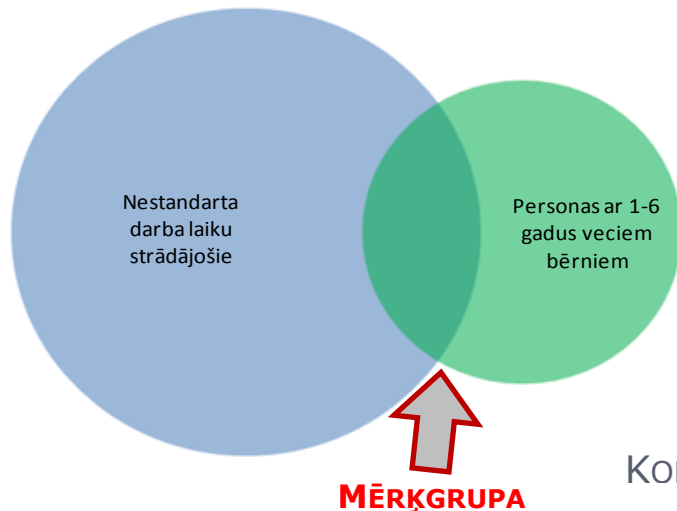 Nestandarta
darba laiku
strādājošie
Personas ar 1-6
gadus veciem
bērniem
MĒRĶGRUPA